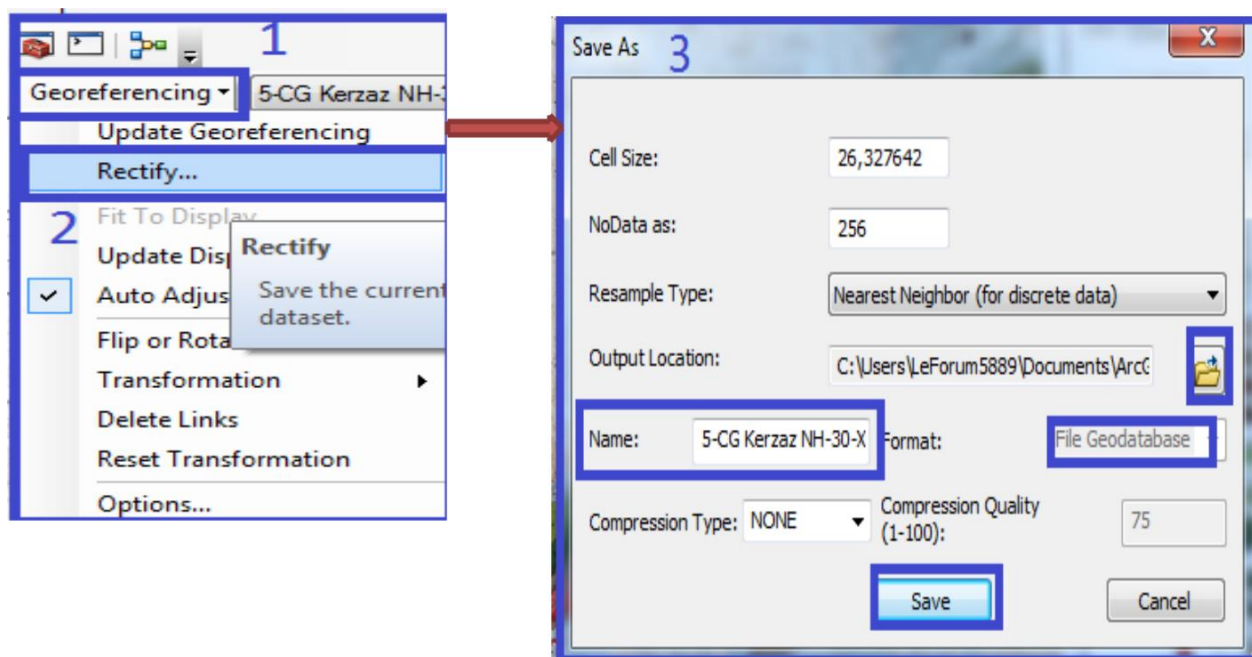 1
Georeferencing
5-CG Kerzaz NH-
Update Georeferencing
Rectify...
2
Fit To Display
Update Disp
Rectify
Save the current
dataset.
Auto Adjus
Flip or Rota
Transformation
Delete Links
Reset Transformation
Options...
Save As
3
X
Cell Size:
26,327642
NoData as:
256
Resample Type:
Nearest Neighbor (for discrete data)
Output Location:
C:\Users\LeForum5889\Documents\ArcG
Name:
5-CG Kerzaz NH-30-X
Format:
File Geodatabase
Compression Type:
NONE
Compression Quality
(1-100):
75
Save
Cancel